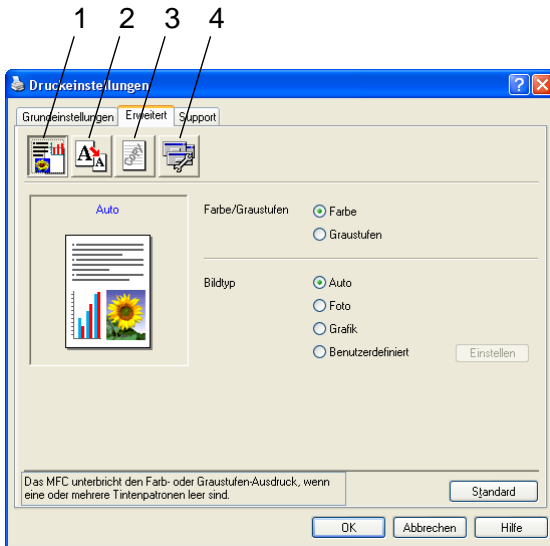 1 2 3 4
Druckeinstellungen
Grundeinstellungen Erweitert Support
A A COPY
Auto
Farbe/Graustufen Farbe
Graustufen
Bildtyp Auto
Foto
Grafik
Benutzerdefiniert Einstellen
Das MFC unterbricht den Farb- oder Graustufen-Ausdruck, wenn
eine oder mehrere Tintenpatronen leer sind.
Standard
OK Abbrechen Hilfe